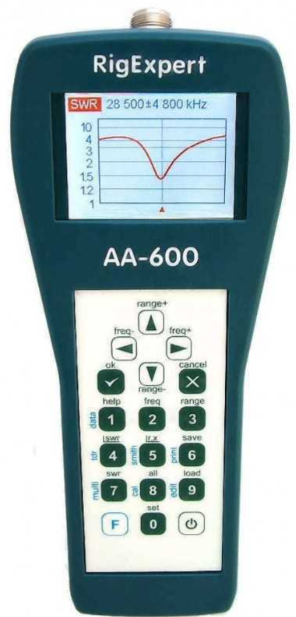 RigExpert
SWR 28 500±4 800 kHz
10
4
3
2
1.5
1.2
1
AA-600
range+
freq- freq+
ok range- cancel
help freq range
data 1 2 3
|swr| |r,x| save
tdr 4 smith 5 print 6
swr all load
multi 7 cal 8 edit 9
set
F 0